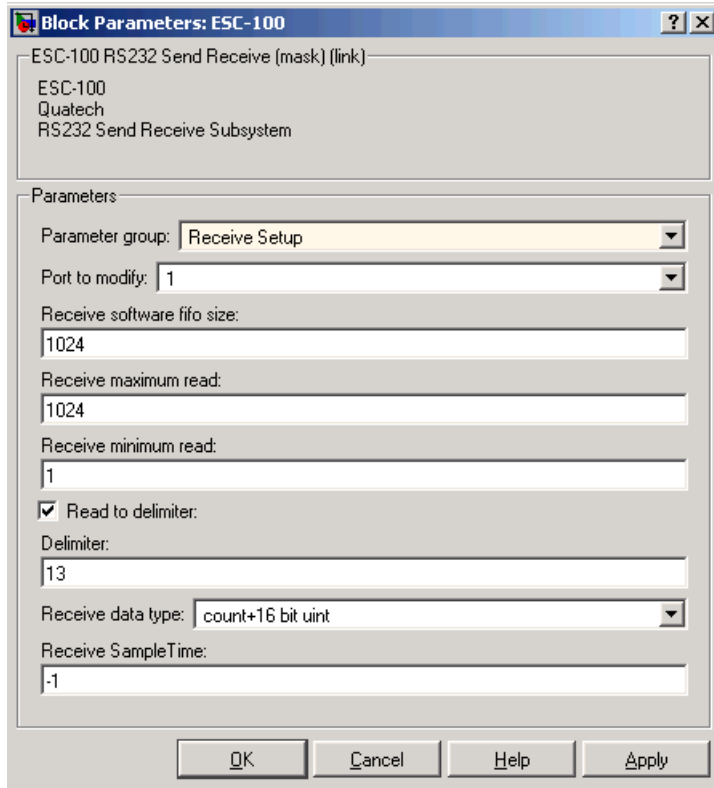 Block Parameters: ESC-100
ESC-100 RS232 Send Receive (mask) (link)
ESC-100
Quatech
RS232 Send Receive Subsystem
Parameters
Parameter group: Receive Setup
Port to modify: 1
Receive software fifo size:
1024
Receive maximum read:
1024
Receive minimum read:
1
Read to delimiter:
Delimiter:
13
Receive data type: count+16 bit uint
Receive SampleTime:
-1
OK Cancel Help Apply